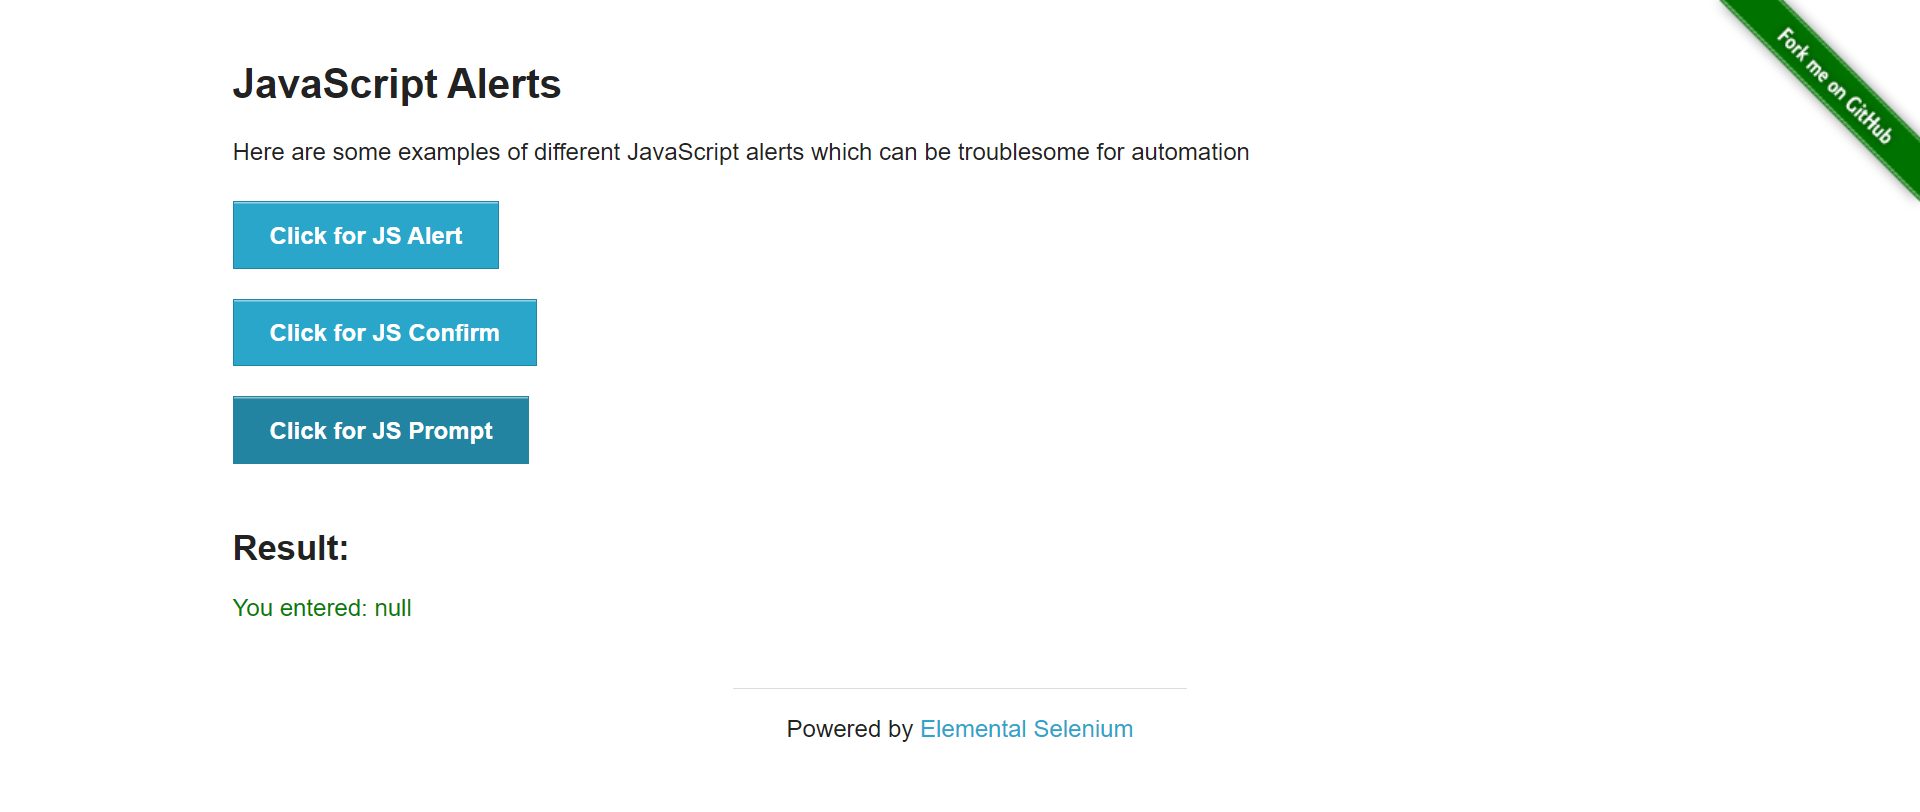 Fork me on GitHub
JavaScript Alerts
Here are some examples of different JavaScript alerts which can be troublesome for automation
Click for JS Alert
Click for JS Confirm
Click for JS Prompt
Result:
You entered: null
Powered by Elemental Selenium